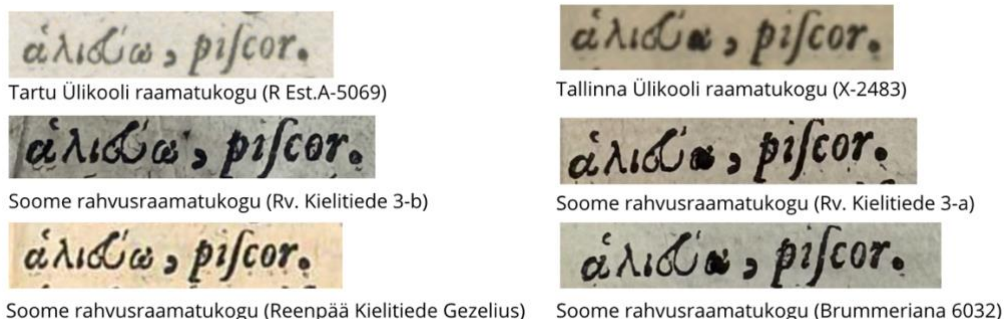 ἁλιεύω, piſcor.
Tartu Ülikooli raamatukogu (R Est.A-5069)
ἁλιεύω, piſcor.
Tallinna Ülikooli raamatukogu (X-2483)
ἁλιεύω, piſcor.
Soome rahvusraamatukogu (Rv. Kielitiede 3-b)
ἁλιεύω, piſcor.
Soome rahvusraamatukogu (Rv. Kielitiede 3-a)
ἁλιεύω, piſcor.
Soome rahvusraamatukogu (Reenpää Kielitiede Gezelius)
ἁλιεύω, piſcor.
Soome rahvusraamatukogu (Brummeriana 6032)